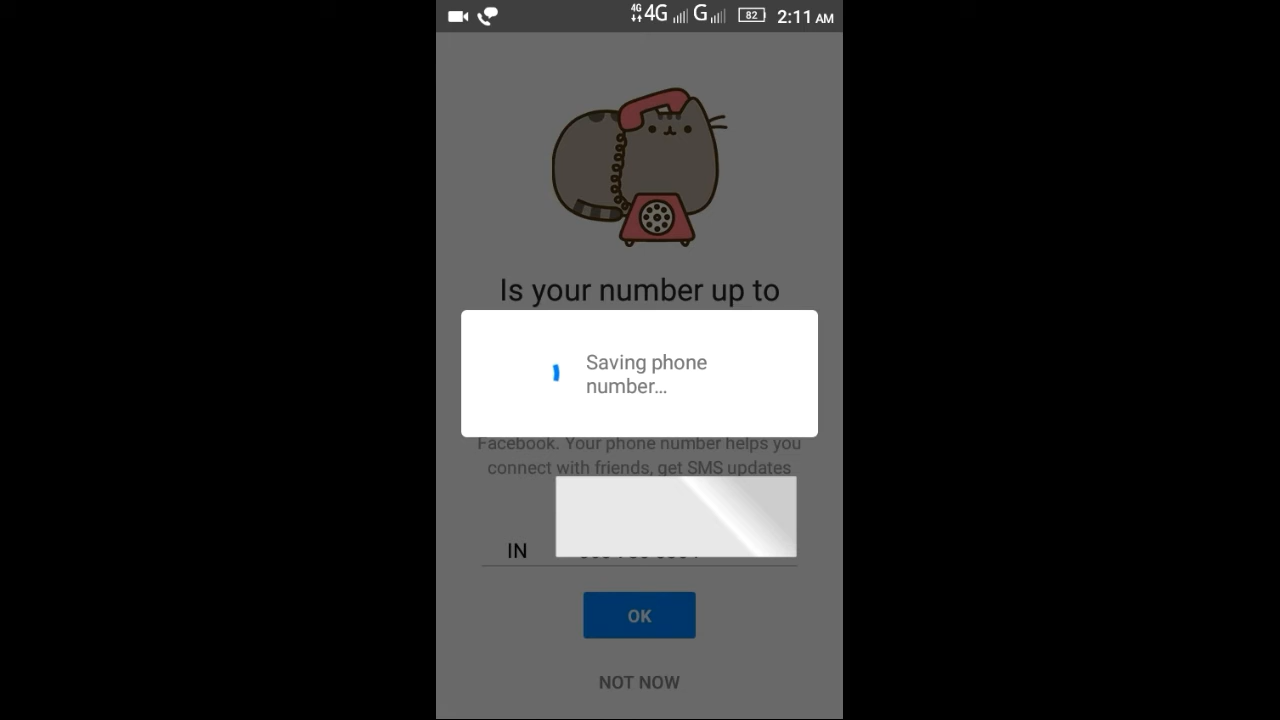 4G 4G G 82 2:11 AM
Is your number up to
Saving phone
number...
Facebook. Your phone number helps you
connect with friends, get SMS updates
IN
OK
NOT NOW